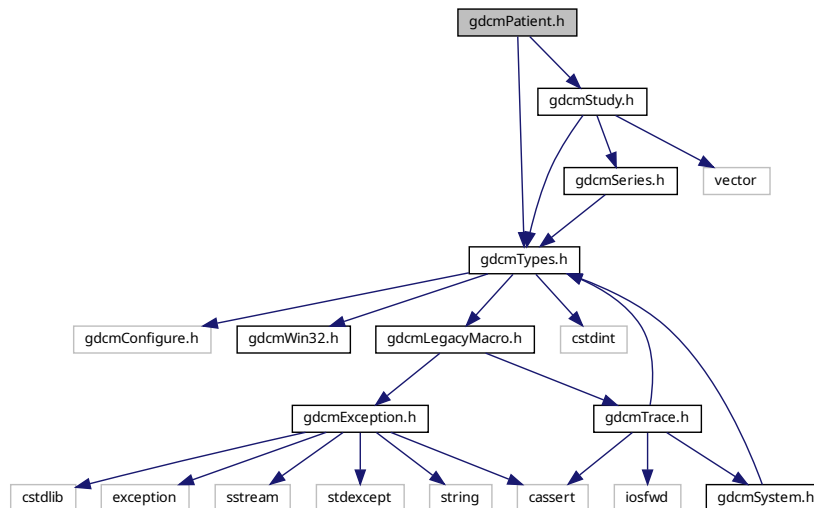 gdcmPatient.h
gdcmStudy.h
gdcmSeries.h
vector
gdcmTypes.h
gdcmConfigure.h
gdcmWin32.h
gdcmLegacyMacro.h
cstdint
gdcmException.h
gdcmTrace.h
cstdlib
exception
sstream
stdexcept
string
cassert
iosfwd
gdcmSystem.h